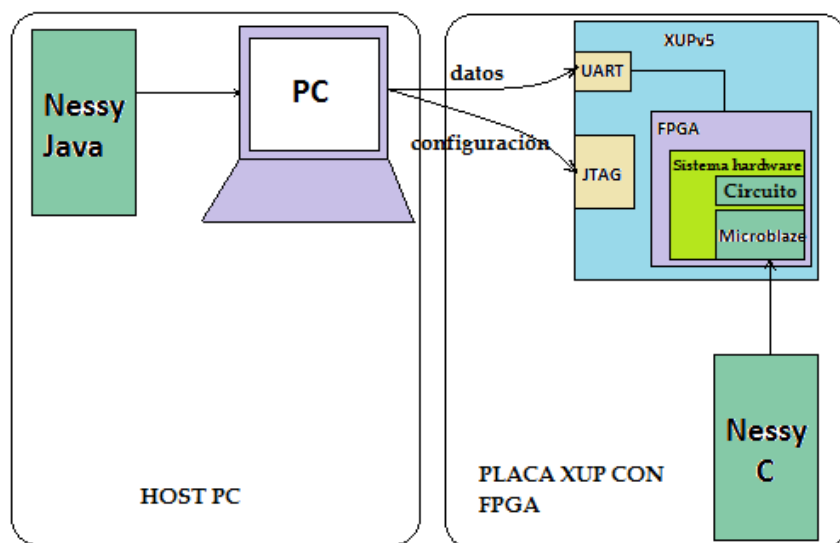 Nessy
Java
PC
datos
configuración
HOST PC
XUPv5
UART
JTAG
FPGA
Sistema hardware
Circuito
Microblaze
Nessy
C
PLACA XUP CON
FPGA